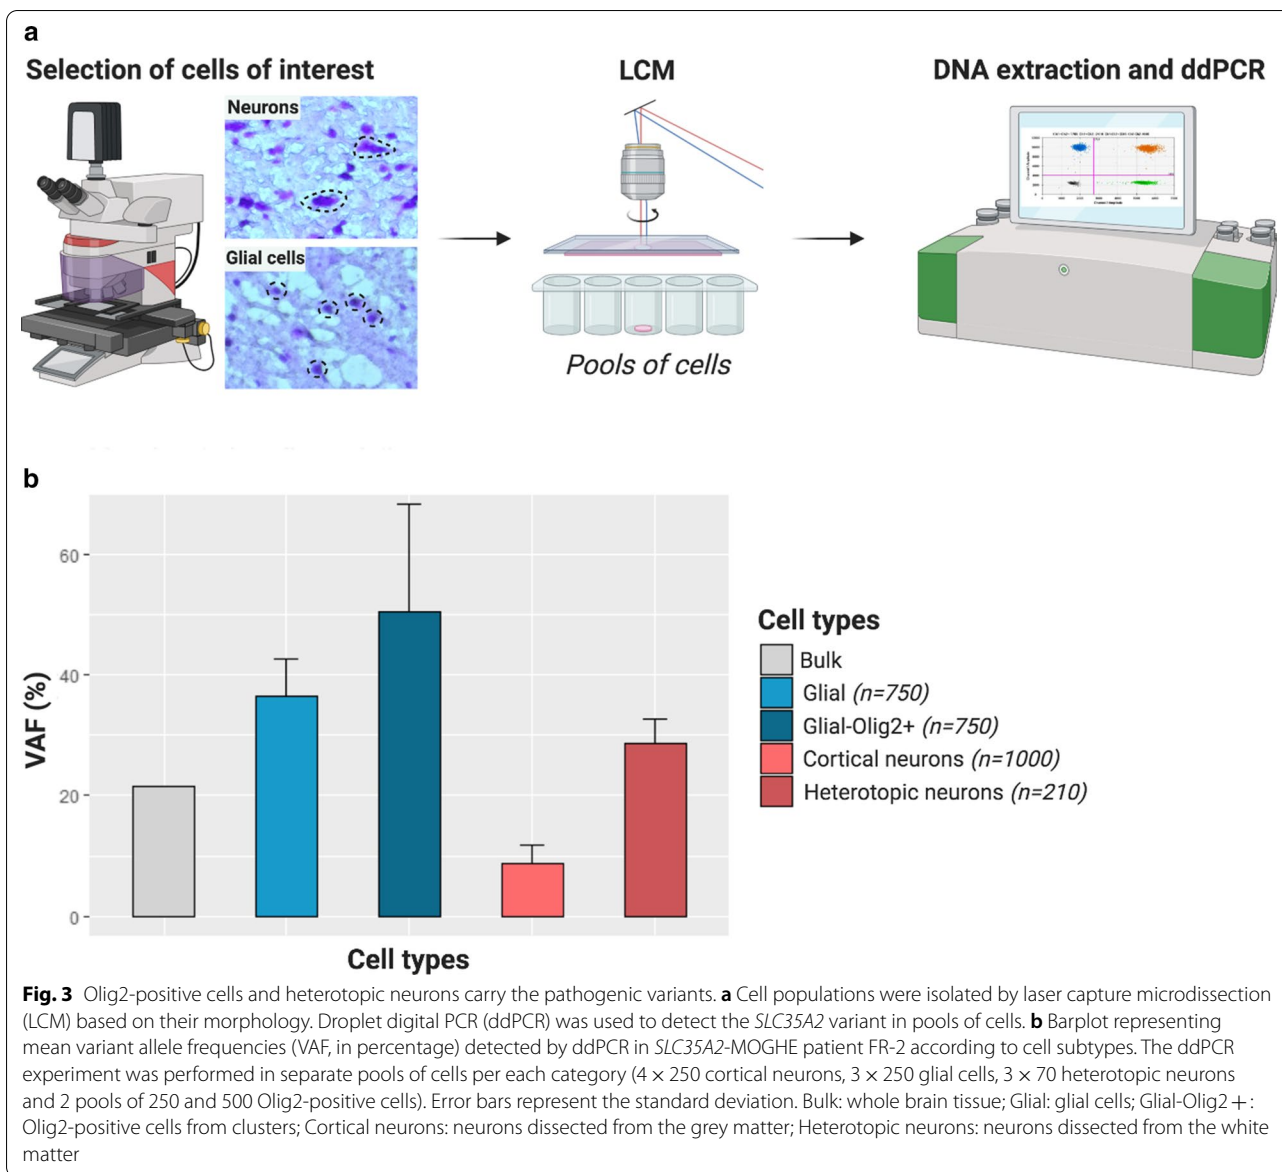 a
Selection of cells of interest
LCM
DNA extraction and ddPCR
Neurons
Glial cells
Pools of cells
b
60
40
20
0
VAF (%)
Cell types
Cell types
Bulk
Glial (n=750)
Glial-Olig2+ (n=750)
Cortical neurons (n=1000)
Heterotopic neurons (n=210)
Fig. 3 Olig2-positive cells and heterotopic neurons carry the pathogenic variants. a Cell populations were isolated by laser capture microdissection
(LCM) based on their morphology. Droplet digital PCR (ddPCR) was used to detect the SLC35A2 variant in pools of cells. b Barplot representing
mean variant allele frequencies (VAF, in percentage) detected by ddPCR in SLC35A2-MOGHE patient FR-2 according to cell subtypes. The ddPCR
experiment was performed in separate pools of cells per each category (4 × 250 cortical neurons, 3 × 250 glial cells, 3 × 70 heterotopic neurons
and 2 pools of 250 and 500 Olig2-positive cells). Error bars represent the standard deviation. Bulk: whole brain tissue; Glial: glial cells; Glial-Olig2+:
Olig2-positive cells from clusters; Cortical neurons: neurons dissected from the grey matter; Heterotopic neurons: neurons dissected from the white
matter